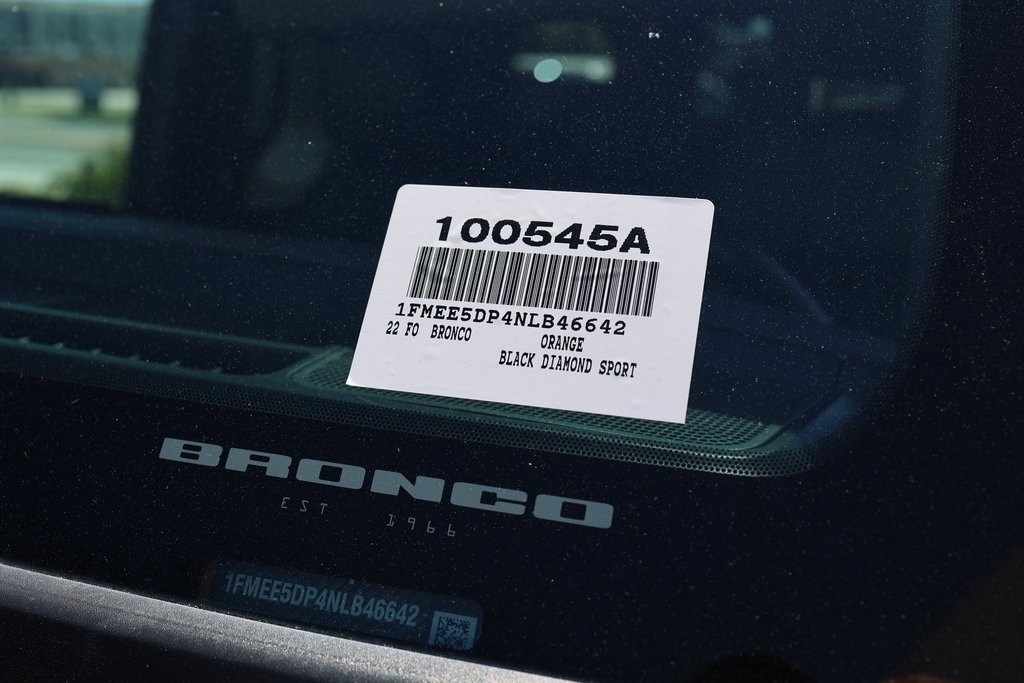 100545A
1FMEE5DP4NLB46642
22 FO BRONCO ORANGE
BLACK DIAMOND SPORT
BRONCO
EST 1966
1FMEE5DP4NLB46642